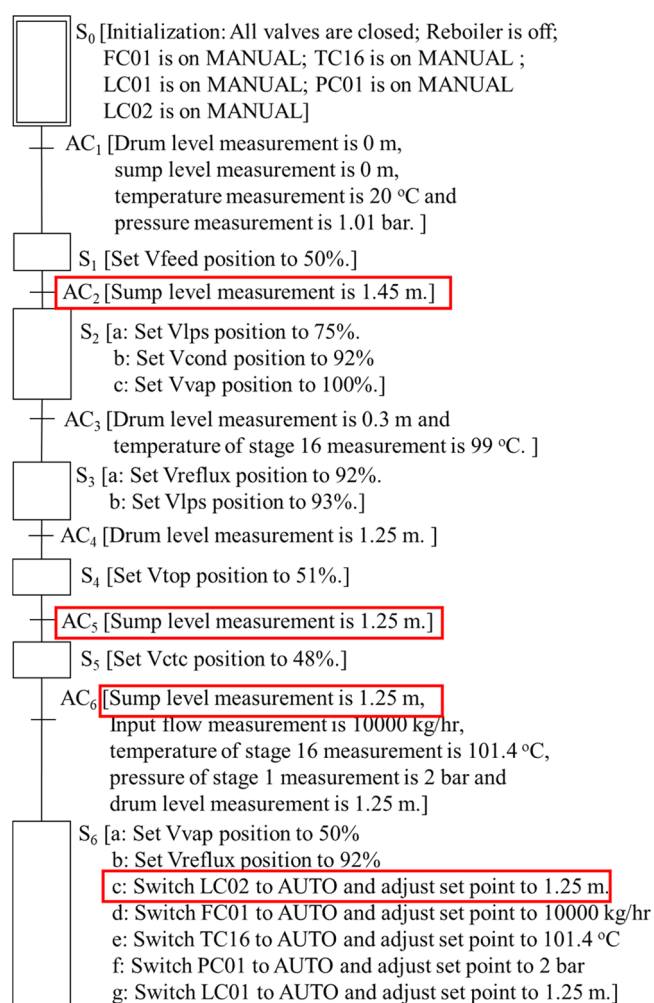 S0 [Initialization: All valves are closed; Reboiler is off;
FC01 is on MANUAL; TC16 is on MANUAL ;
LC01 is on MANUAL; PC01 is on MANUAL
LC02 is on MANUAL]
AC1 [Drum level measurement is 0 m,
sump level measurement is 0 m,
temperature measurement is 20 °C and
pressure measurement is 1.01 bar. ]
S1 [Set Vfeed position to 50%.]
AC2 [Sump level measurement is 1.45 m.]
S2 [a: Set Vlps position to 75%.
b: Set Vcond position to 92%
c: Set Vvap position to 100%.]
AC3 [Drum level measurement is 0.3 m and
temperature of stage 16 measurement is 99 °C. ]
S3 [a: Set Vreflux position to 92%.
b: Set Vlps position to 93%.]
AC4 [Drum level measurement is 1.25 m. ]
S4 [Set Vtop position to 51%.]
AC5 [Sump level measurement is 1.25 m.]
S5 [Set Vctc position to 48%.]
AC6 [Sump level measurement is 1.25 m,
Input flow measurement is 10000 kg/hr,
temperature of stage 16 measurement is 101.4 °C,
pressure of stage 1 measurement is 2 bar and
drum level measurement is 1.25 m.]
S6 [a: Set Vvap position to 50%
b: Set Vreflux position to 92%
c: Switch LC02 to AUTO and adjust set point to 1.25 m.
d: Switch FC01 to AUTO and adjust set point to 10000 kg/hr
e: Switch TC16 to AUTO and adjust set point to 101.4 °C
f: Switch PC01 to AUTO and adjust set point to 2 bar
g: Switch LC01 to AUTO and adjust set point to 1.25 m.]